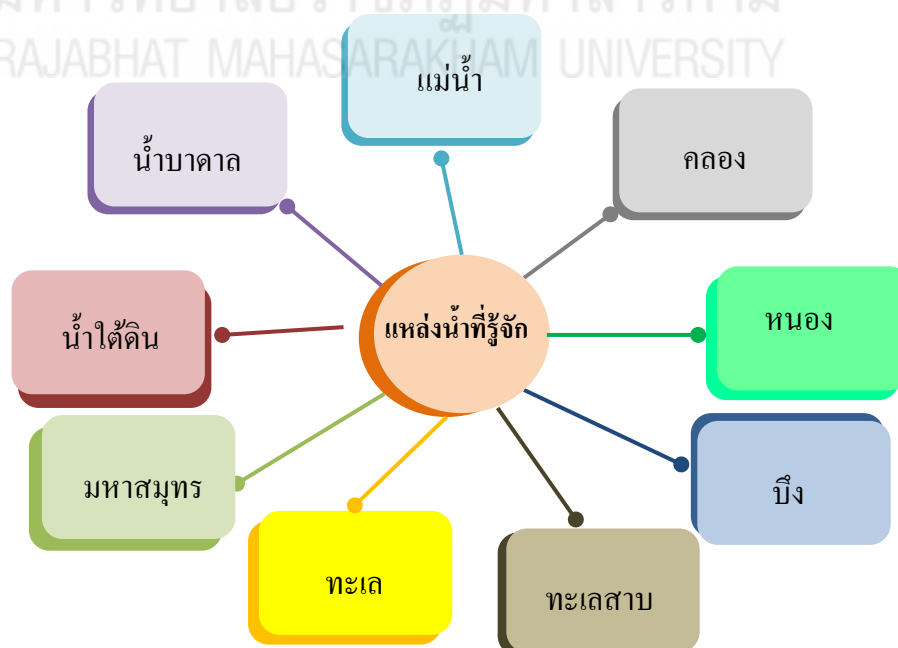 RAJABHAT MAHASARAKHAM UNIVERSITY
แม่น้ำ
น้ำบาดาล
คลอง
แหล่งน้ำที่รู้จัก
หนอง
น้ำใต้ดิน
มหาสมุทร
บึง
ทะเล
ทะเลสาบ